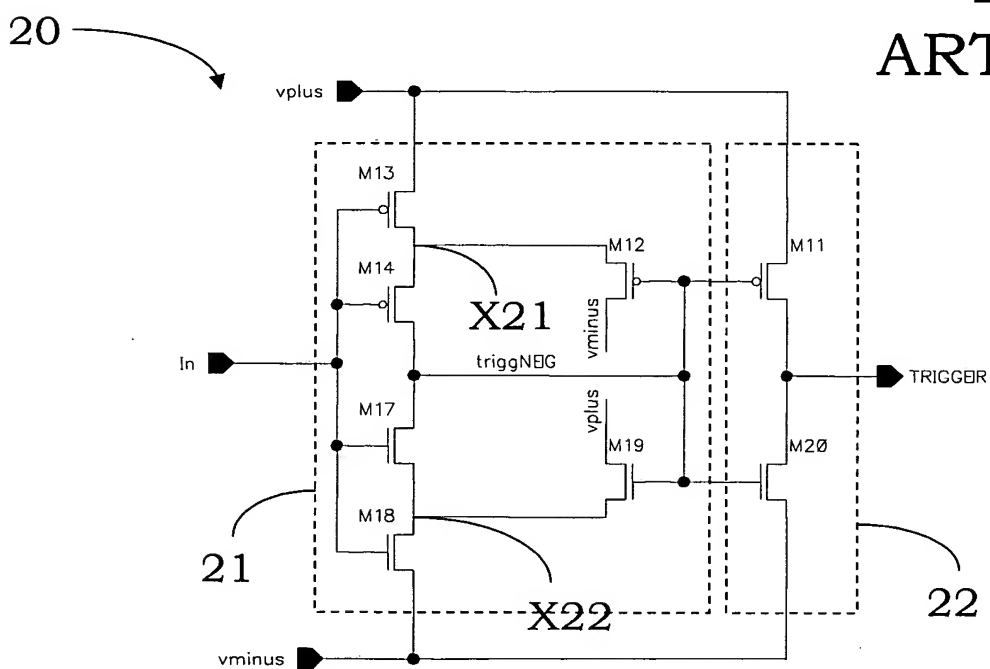 20
ART
vplus
M13
M12
M11
M14
X21
vminus
In
triggNEG
TRIGGER
vplus
M17
M19
M20
M18
21
X22
22
vminus